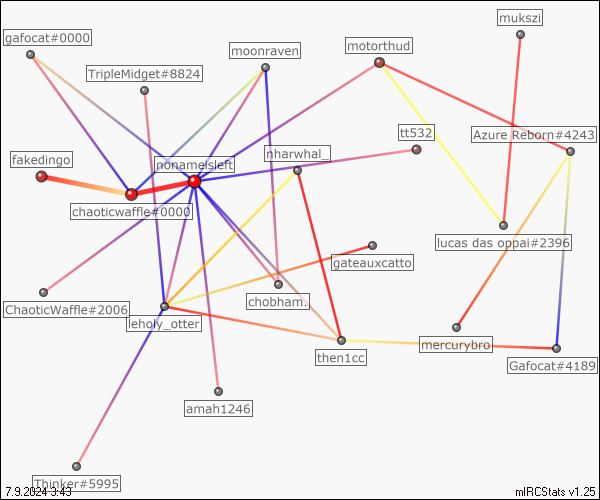 mukszi
gafocat#0000
moonraven
motorthud
TripleMidget#8824
tt532
Azure Reborn#4243
nharwhal_
fakedingo
nonameisleft
chaoticwaffle#0000
lucas das oppai#2396
gateauxcatto
chobham
ChaoticWaffle#2006
leholy_otter
mercurybro
then1cc
Gafocat#4189
amah1246
Thinker#5995
7.9.2024 3:43
mIRCStats v1.25